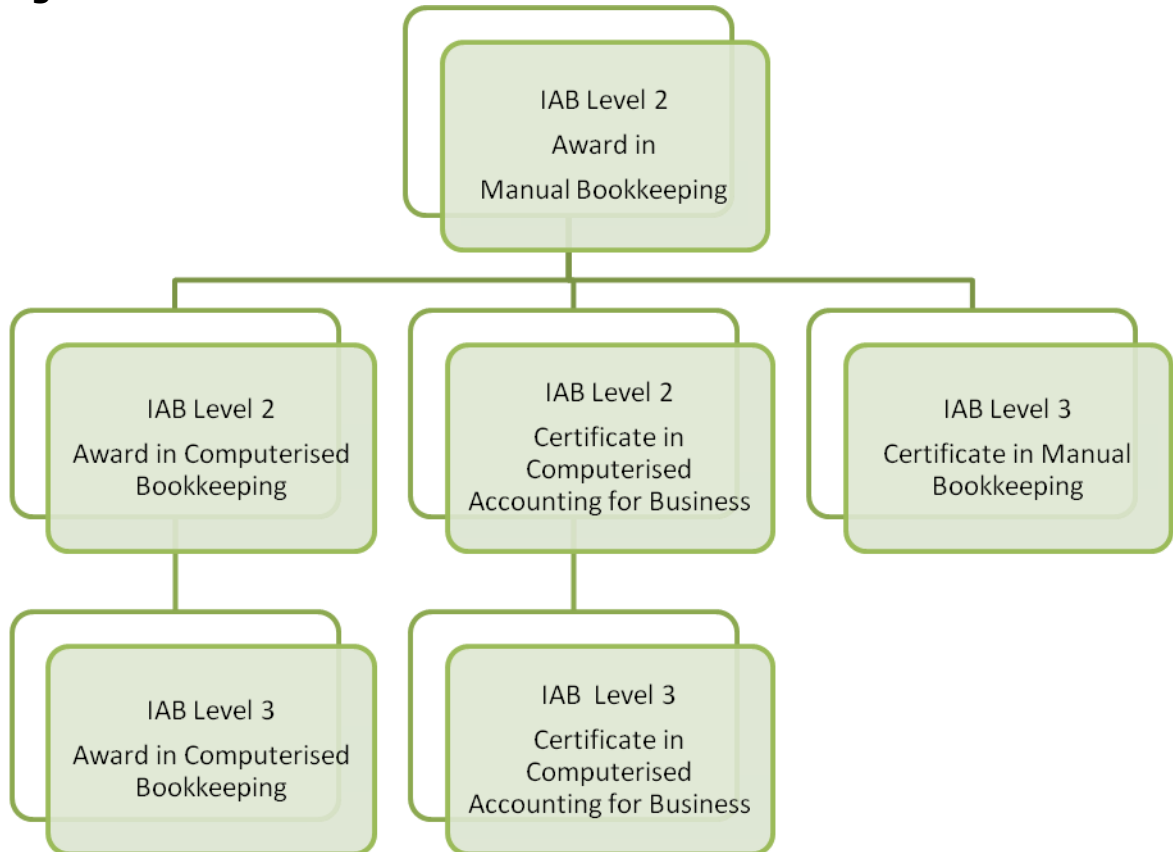 IAB Level 2
Award in
Manual Bookkeeping
IAB Level 2
Award in Computerised
Bookkeeping
IAB Level 2
Certificate in
Computerised
Accounting for Business
IAB Level 3
Certificate in Manual
Bookkeeping
IAB Level 3
Award in Computerised
Bookkeeping
IAB Level 3
Certificate in
Computerised
Accounting for Business